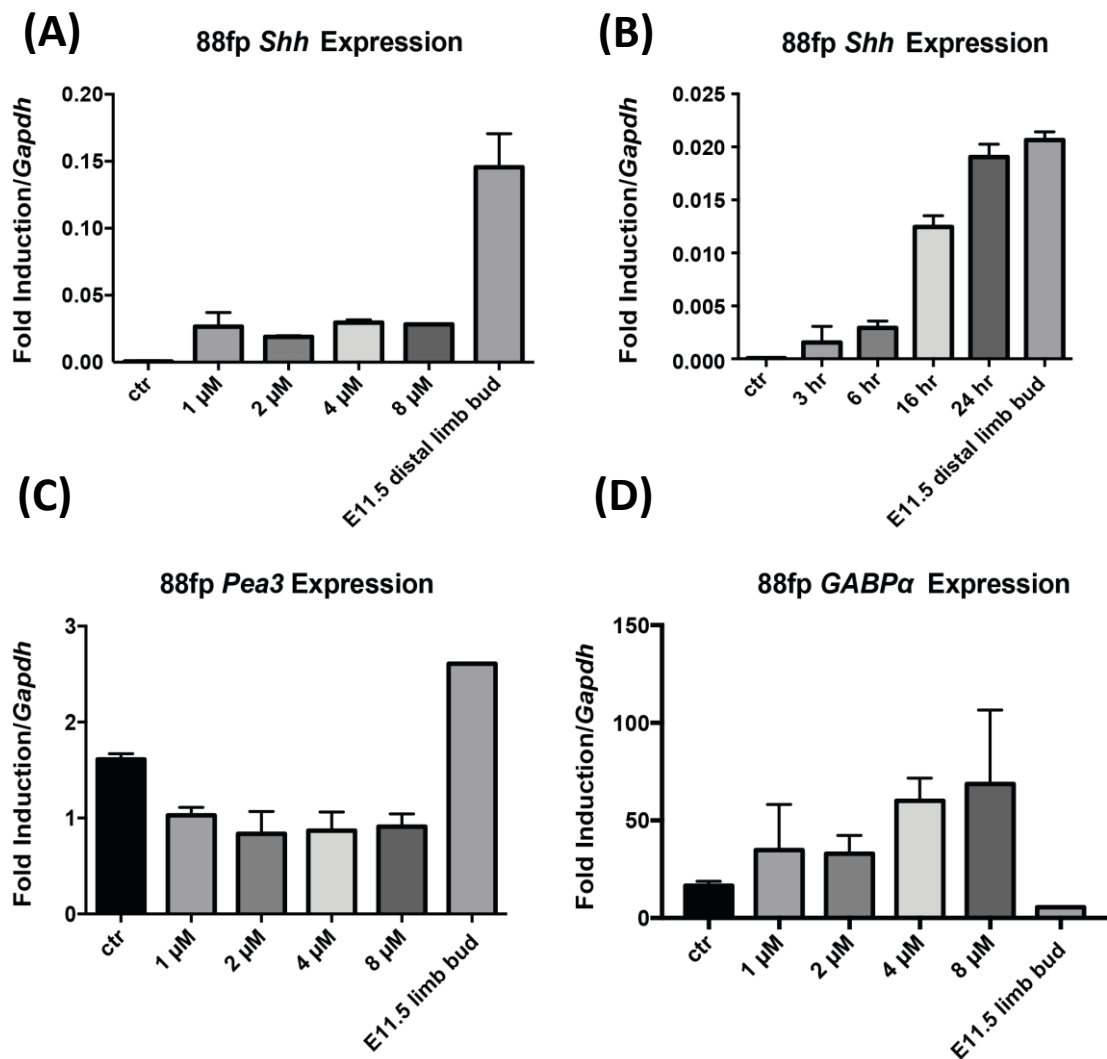 (A)
88fp Shh Expression
Fold Induction/Gapdh
0.20
0.15
0.10
0.05
0.00
ctr
1 µM
2 µM
4 µM
8 µM
E11.5 distal limb bud
(B)
88fp Shh Expression
Fold Induction/Gapdh
0.025
0.020
0.015
0.010
0.005
0.000
ctr
3 hr
6 hr
16 hr
24 hr
E11.5 distal limb bud
(C)
88fp Pea3 Expression
Fold Induction/Gapdh
3
2
1
0
ctr
1 µM
2 µM
4 µM
8 µM
E11.5 limb bud
(D)
88fp GABPα Expression
Fold Induction/Gapdh
150
100
50
0
ctr
1 µM
2 µM
4 µM
8 µM
E11.5 limb bud